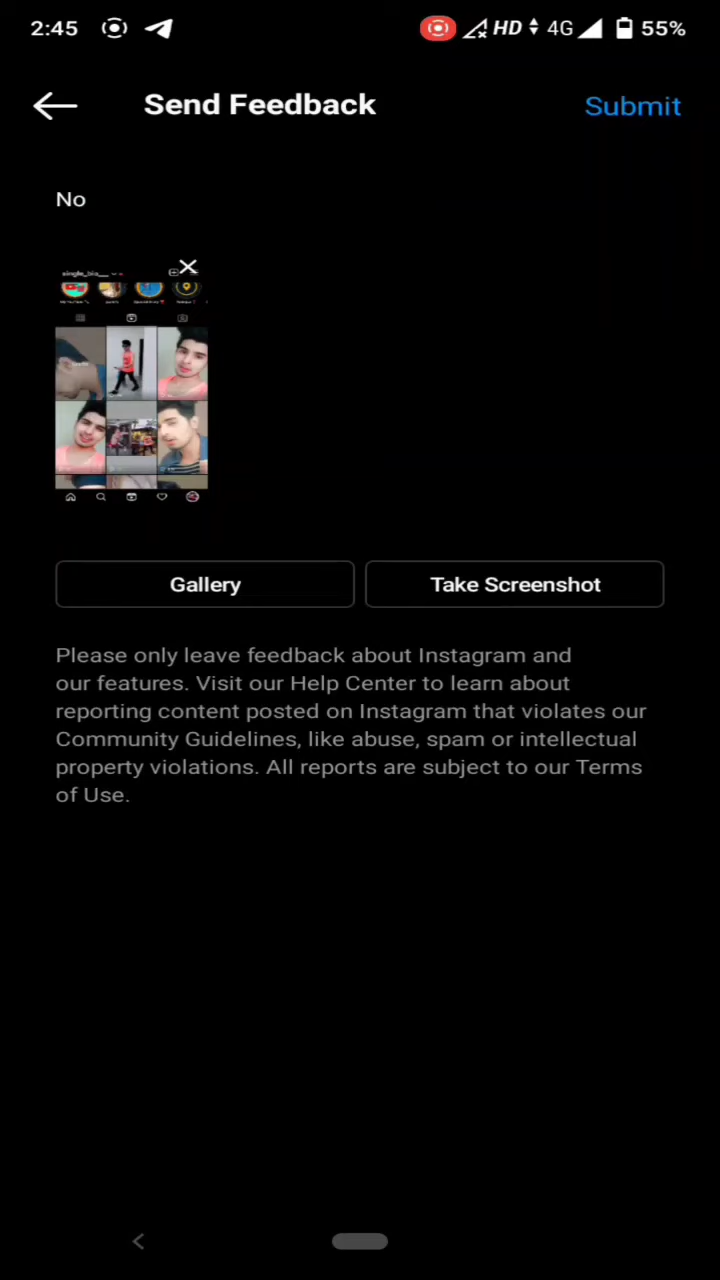 2:45 HD 4G 55%
Send Feedback Submit
No
Gallery Take Screenshot
Please only leave feedback about Instagram and
our features. Visit our Help Center to learn about
reporting content posted on Instagram that violates our
Community Guidelines, like abuse, spam or intellectual
property violations. All reports are subject to our Terms
of Use.